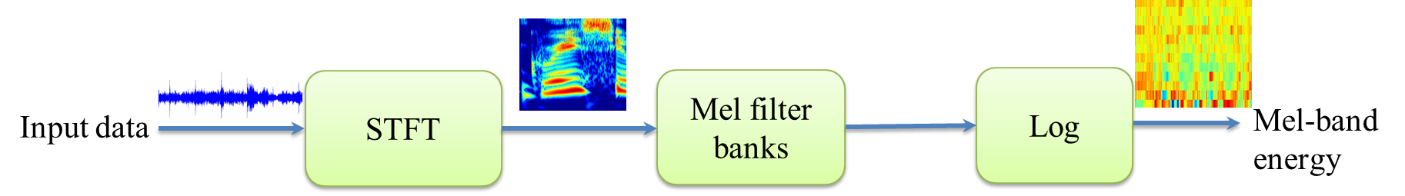 Input data
STFT
Mel filter
banks
Log
Mel-band
energy